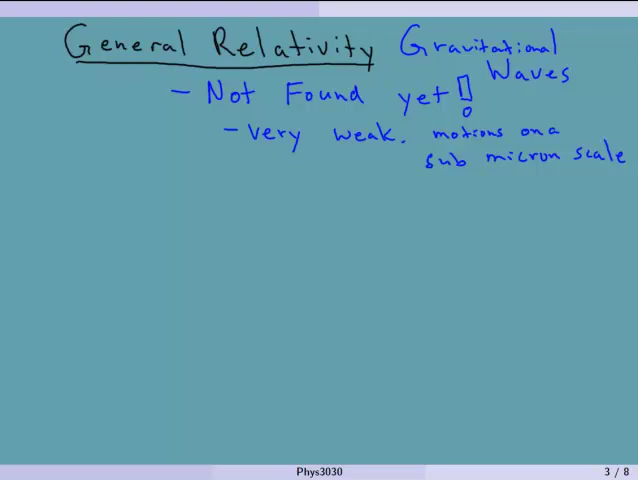 General Relativity Gravitational
Waves
- Not Found yet!
- Very weak. motions on a
sub micron scale
Phys3030
3 / 8